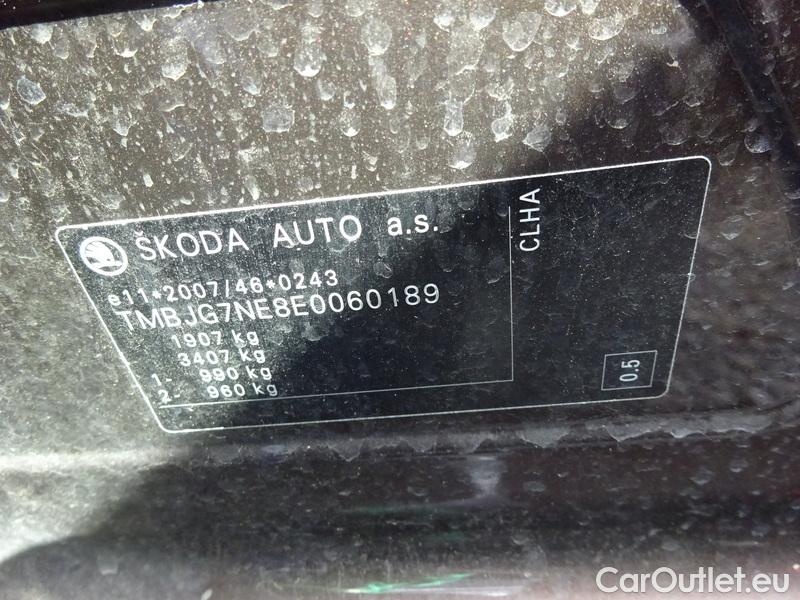 ŠKODA AUTO a.s.
e11*2007/46*0243
TMBJG7NE8E0060189
1907 kg
3407 kg
1- 990 kg
2- 960 kg
CLHA
0.5
CarOutlet.eu